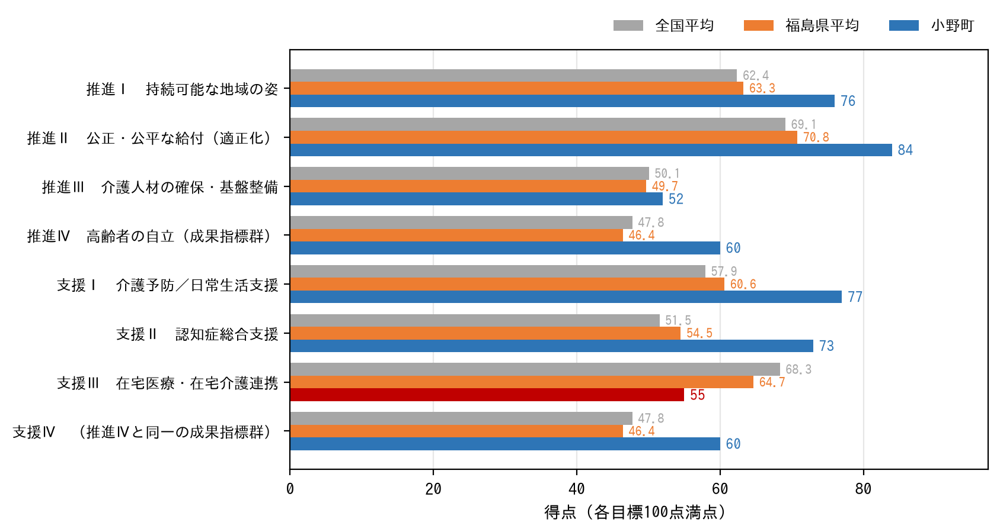 全国平均　福島県平均　小野町
推進Ⅰ　持続可能な地域の姿
62.4
63.3
76
推進Ⅱ　公正・公平な給付（適正化）
69.1
70.8
84
推進Ⅲ　介護人材の確保・基盤整備
50.1
49.7
52
推進Ⅳ　高齢者の自立（成果指標群）
47.8
46.4
60
支援Ⅰ　介護予防／日常生活支援
57.9
60.6
77
支援Ⅱ　認知症総合支援
51.5
54.5
73
支援Ⅲ　在宅医療・在宅介護連携
68.3
64.7
55
支援Ⅳ　（推進Ⅳと同一の成果指標群）
47.8
46.4
60
0 20 40 60 80
得点（各目標100点満点）